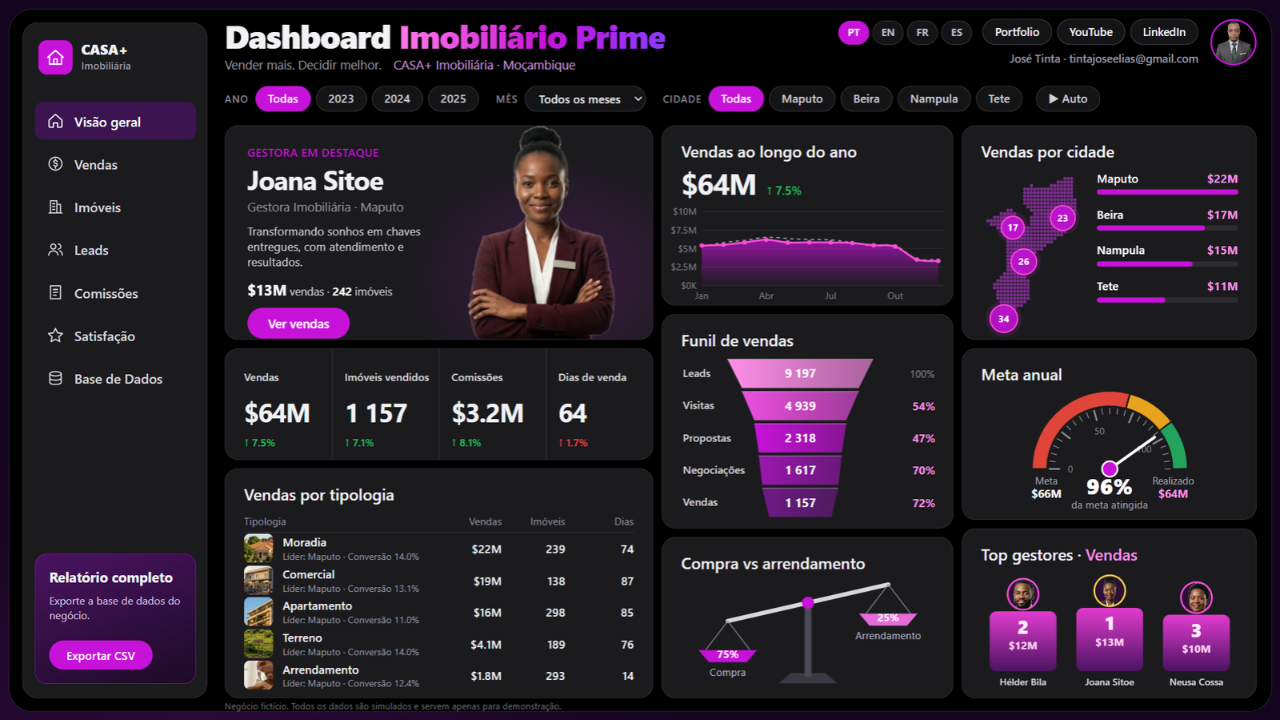 CASA+
Imobiliária
Visão geral
Vendas
Imóveis
Leads
Comissões
Satisfação
Base de Dados
Relatório completo
Exporte a base de dados do
negócio.
Exportar CSV
Dashboard Imobiliário Prime
Vender mais. Decidir melhor. CASA+ Imobiliária · Moçambique
PT EN FR ES Portfolio YouTube LinkedIn
José Tinta · tintajoseelias@gmail.com
ANO Todas 2023 2024 2025 MÊS Todos os meses CIDADE Todas Maputo Beira Nampula Tete ▶ Auto
GESTORA EM DESTAQUE
Joana Sitoe
Gestora Imobiliária · Maputo
Transformando sonhos em chaves
entregues, com atendimento e
resultados.
$13M vendas · 242 imóveis
Ver vendas
Vendas Imóveis vendidos Comissões Dias de venda
$64M 1 157 $3.2M 64
↑ 7.5% ↑ 7.1% ↑ 8.1% ↑ 1.7%
Vendas por tipologia
Tipologia Vendas Imóveis Dias
Moradia $22M 239 74
Líder: Maputo · Conversão 14.0%
Comercial $19M 138 87
Líder: Maputo · Conversão 13.1%
Apartamento $16M 298 85
Líder: Maputo · Conversão 11.0%
Terreno $4.1M 189 76
Líder: Maputo · Conversão 14.0%
Arrendamento $1.8M 293 14
Líder: Maputo · Conversão 12.4%
Vendas ao longo do ano
$64M ↑ 7.5%
$10M
$7.5M
$5M
$2.5M
$0K
Jan Abr Jul Out
Funil de vendas
Leads 9 197 100%
Visitas 4 939 54%
Propostas 2 318 47%
Negociações 1 617 70%
Vendas 1 157 72%
Compra vs arrendamento
25%
Arrendamento
75%
Compra
Vendas por cidade
Maputo $22M
Beira $17M
Nampula $15M
Tete $11M
17
23
26
34
Meta anual
0
50
100
Meta
$66M
96%
da meta atingida
Realizado
$64M
Top gestores · Vendas
2
$12M
Hélder Bila
1
$13M
Joana Sitoe
3
$10M
Neusa Cossa
Negócio fictício. Todos os dados são simulados e servem apenas para demonstração.